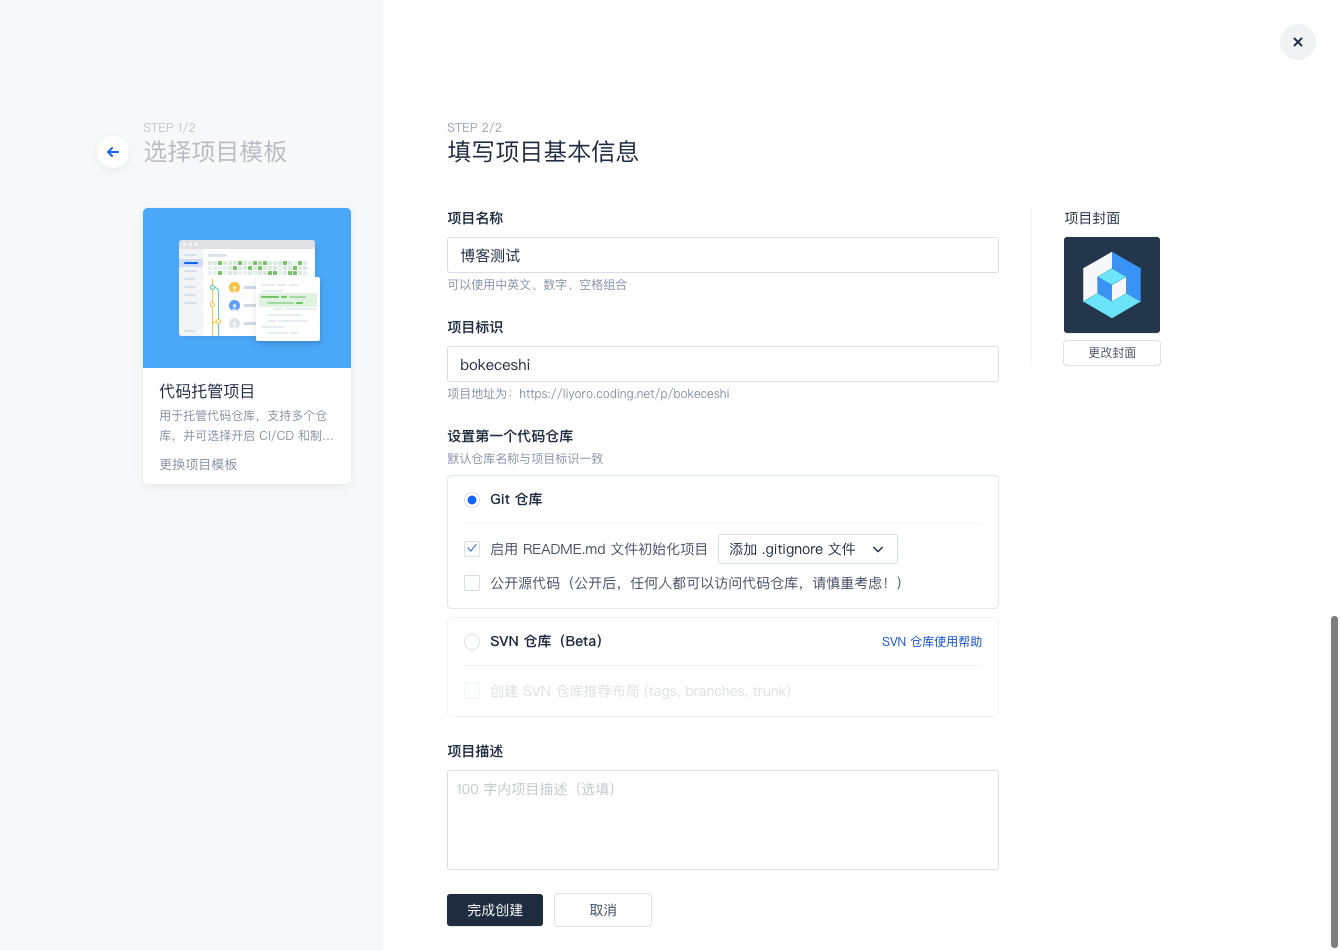 STEP 1/2
选择项目模板
代码托管项目
用于托管代码仓库，支持多个仓
库，并可选择开启 CI/CD 和制...
更换项目模板
STEP 2/2
填写项目基本信息
项目名称
博客测试
可以使用中英文、数字、空格组合
项目标识
bokeceshi
项目地址为：https://liyoro.coding.net/p/bokeceshi
设置第一个代码仓库
默认仓库名称与项目标识一致
Git 仓库
启用 README.md 文件初始化项目 添加 .gitignore 文件
公开源代码（公开后，任何人都可以访问代码仓库，请慎重考虑！）
SVN 仓库（Beta） SVN 仓库使用帮助
创建 SVN 仓库推荐布局 (tags, branches, trunk)
项目描述
100 字内项目描述（选填）
完成创建 取消
项目封面
更改封面